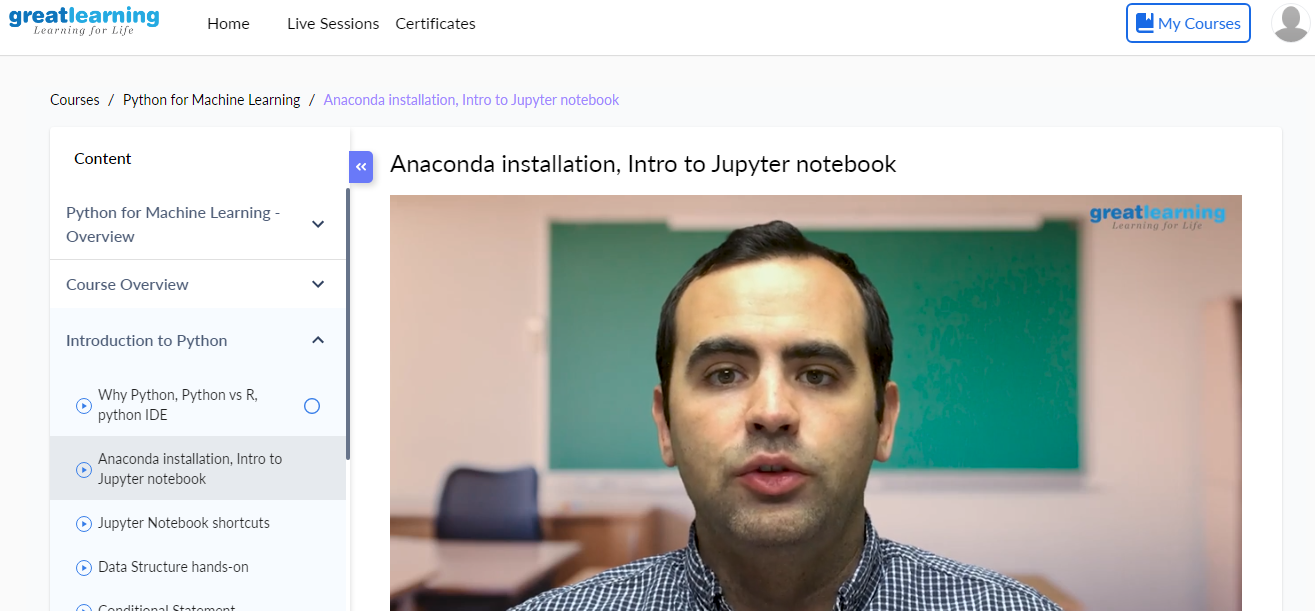 greatlearning
Learning for Life
Home
Live Sessions
Certificates
My Courses
Courses / Python for Machine Learning / Anaconda installation, Intro to Jupyter notebook
Content
«
Python for Machine Learning -
Overview
Course Overview
Introduction to Python
Why Python, Python vs R,
python IDE
Anaconda installation, Intro to
Jupyter notebook
Jupyter Notebook shortcuts
Data Structure hands-on
Conditional Statement
Anaconda installation, Intro to Jupyter notebook
greatlearning
Learning for Life